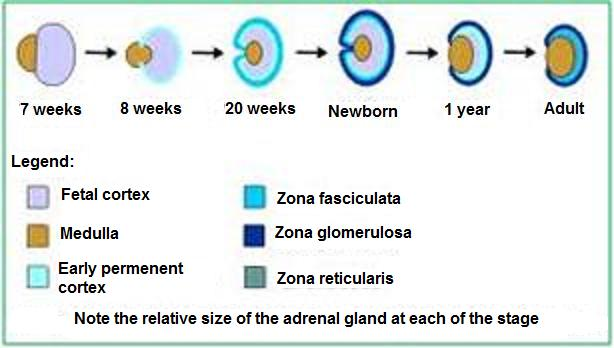 7 weeks
8 weeks
20 weeks
Newborn
1 year
Adult
Legend:
Fetal cortex
Zona fasciculata
Medulla
Zona glomerulosa
Early permenent
cortex
Zona reticularis
Note the relative size of the adrenal gland at each of the stage